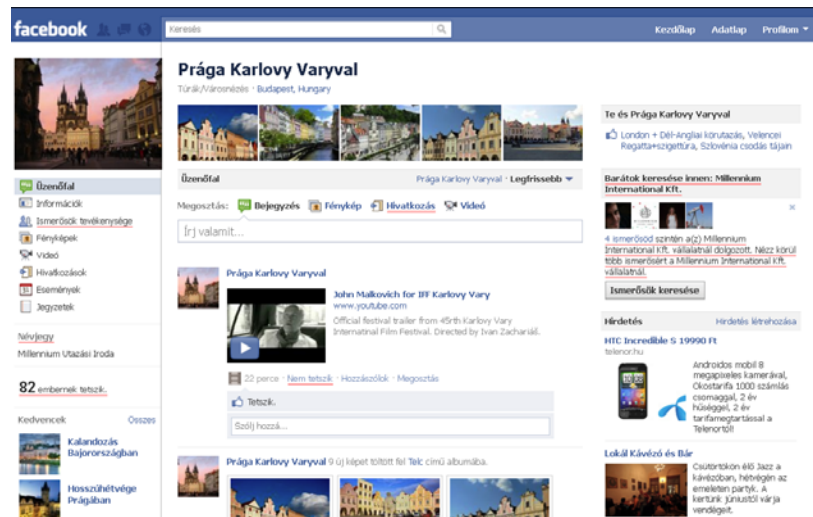 facebook
Keresés
Kezdőlap Adatlap Profilom
Prága Karlovy Varyval
Túrák/Városnézés · Budapest, Hungary
Üzenőfal
Információk
Ismerősök tevékenysége
Fényképek
Videó
Hivatkozások
Események
Jegyzetek
Névjegy
Millennium Utazási Iroda
82 embernek tetszik.
Kedvencek Összes
Kalandozás
Bajorországban
Hosszúhétvége
Prágában
Üzenőfal Prága Karlovy Varyval · Legfrissebb
Megosztás: Bejegyzés Fénykép Hivatkozás Videó
Írj valamit...
Prága Karlovy Varyval
John Malkovich for IFF Karlovy Vary
www.youtube.com
Official festival trailer from 45rth Karlovy Vary
Internatinal Film Festival. Directed by Ivan Zachariáš.
22 perce · Nem tetszik · Hozzászólok · Megosztás
Tetszik.
Szólj hozzá...
Prága Karlovy Varyval 9 új képet töltött fel Telc című albumába.
Te és Prága Karlovy Varyval
London + Dél-Angliai körutazás, Velencei
Regatta+szigettúra, Szlovénia csodás tájain
Barátok keresése innen: Millennium
International Kft.
4 ismerősöd szintén a(z) Millennium
International Kft. vállalatnál dolgozott. Nézz körül
több ismerősért a Millennium International Kft.
vállalatnál.
Ismerősök keresése
Hirdetés Hirdetés létrehozása
HTC Incredible S 19990 Ft
telenor.hu
Androidos mobil 8
megapixeles kamerával,
Okostarifa 1000 számlás
csomaggal, 2 év
hűséggel, 2 év
tarifamegtartással a
Telenortól!
Lokál Kávézó és Bár
Csütörtökön élő Jazz a
kávézóban, hétvégén az
emeleten partyk. A
kertünk júniustól várja
vendégeit.